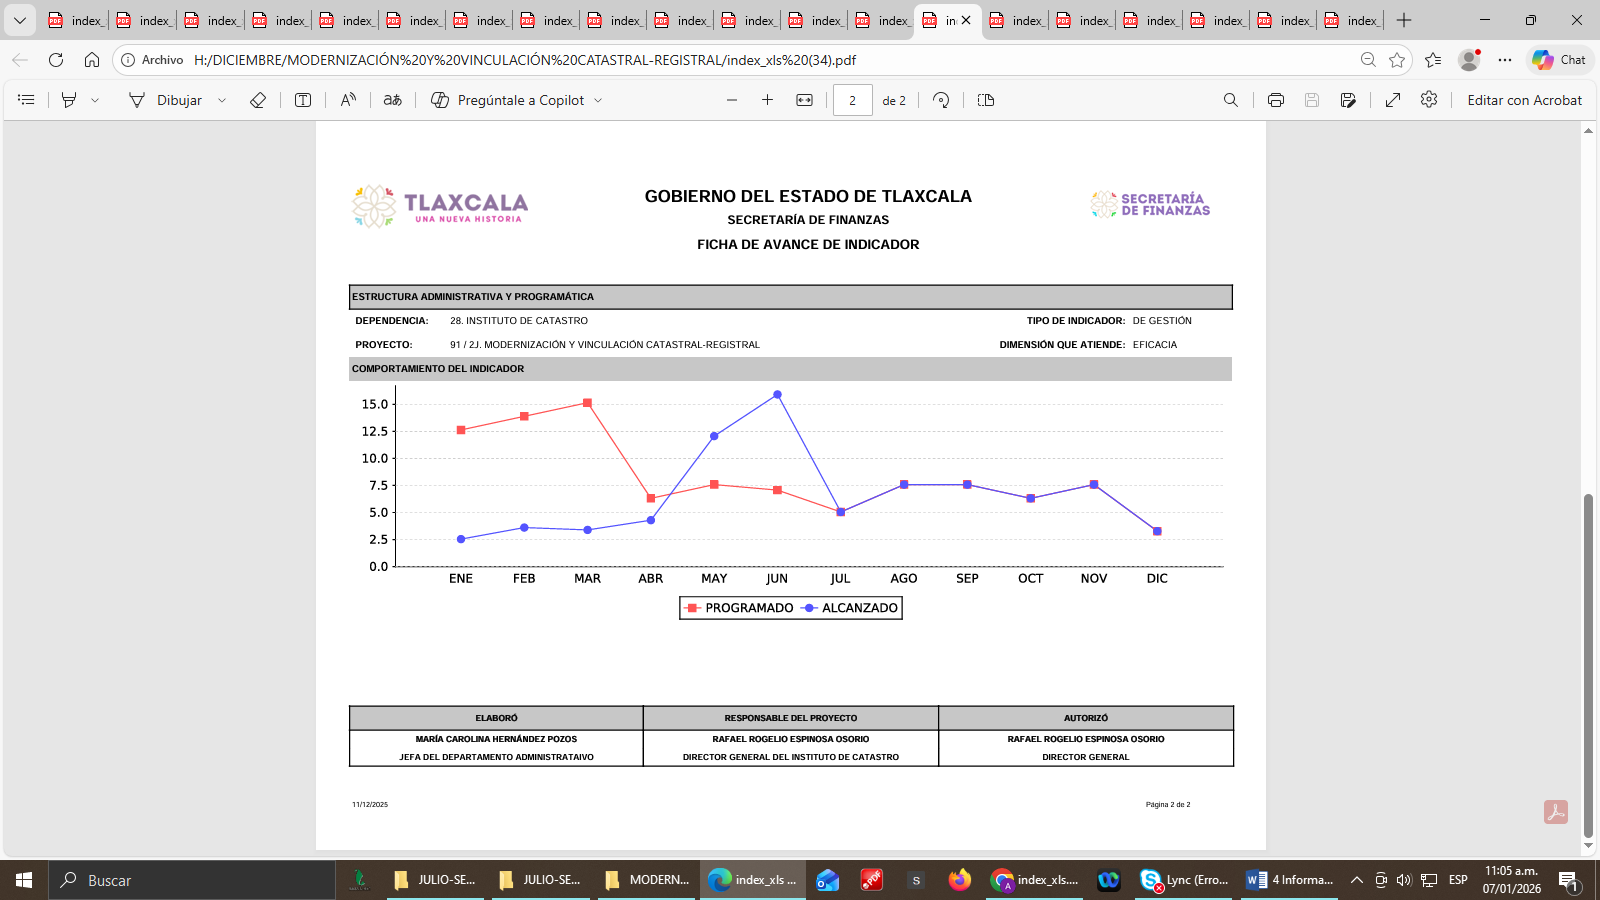 index_ index_ index_ index_ index_ index_ index_ index_ index_ index_ index_ index_ index_ in index_ index_ index_ index_ index_ index_
Archivo H:/DICIEMBRE/MODERNIZACIÓN%20Y%20VINCULACIÓN%20CATASTRAL-REGISTRAL/index_xls%20(34).pdf Chat
Dibujar Pregúntale a Copilot 2 de 2 Editar con Acrobat
TLAXCALA
UNA NUEVA HISTORIA
GOBIERNO DEL ESTADO DE TLAXCALA
SECRETARÍA DE FINANZAS
FICHA DE AVANCE DE INDICADOR
SECRETARÍA
DE FINANZAS
ESTRUCTURA ADMINISTRATIVA Y PROGRAMÁTICA
DEPENDENCIA: 28. INSTITUTO DE CATASTRO TIPO DE INDICADOR: DE GESTIÓN
PROYECTO: 91 / 2J. MODERNIZACIÓN Y VINCULACIÓN CATASTRAL-REGISTRAL DIMENSIÓN QUE ATIENDE: EFICACIA
COMPORTAMIENTO DEL INDICADOR
15.0
12.5
10.0
7.5
5.0
2.5
0.0
ENE FEB MAR ABR MAY JUN JUL AGO SEP OCT NOV DIC
PROGRAMADO ALCANZADO
ELABORÓ RESPONSABLE DEL PROYECTO AUTORIZÓ
MARÍA CAROLINA HERNÁNDEZ POZOS RAFAEL ROGELIO ESPINOSA OSORIO RAFAEL ROGELIO ESPINOSA OSORIO
JEFA DEL DEPARTAMENTO ADMINISTRATAIVO DIRECTOR GENERAL DEL INSTITUTO DE CATASTRO DIRECTOR GENERAL
11/12/2025 Página 2 de 2
Buscar JULIO-SE... JULIO-SE... MODERN... index_xls ... S index_xls.... Lync (Erro... 4 Informa... ESP 11:05 a.m.
07/01/2026 1